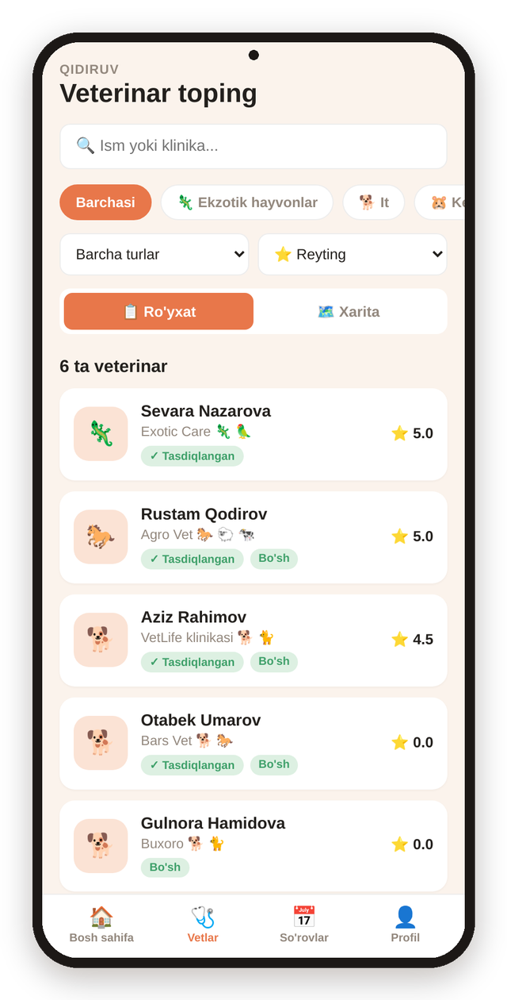 QIDIRUV
Veterinar toping
🔍 Ism yoki klinika...
Barchasi 🦎 Ekzotik hayvonlar 🐕 It 🐹
Barcha turlar ⭐ Reyting
📋 Ro'yxat 🗺️ Xarita
6 ta veterinar
Sevara Nazarova
Exotic Care 🦎 🦜
⭐ 5.0
✓ Tasdiqlangan
Rustam Qodirov
Agro Vet 🐎 🐑 🐄
⭐ 5.0
✓ Tasdiqlangan Bo'sh
Aziz Rahimov
VetLife klinikasi 🐕 🐈
⭐ 4.5
✓ Tasdiqlangan Bo'sh
Otabek Umarov
Bars Vet 🐕 🐎
⭐ 0.0
✓ Tasdiqlangan Bo'sh
Gulnora Hamidova
Buxoro 🐕 🐈
⭐ 0.0
Bo'sh
🏠 🩺 📅 👤
Bosh sahifa Vetlar So'rovlar Profil